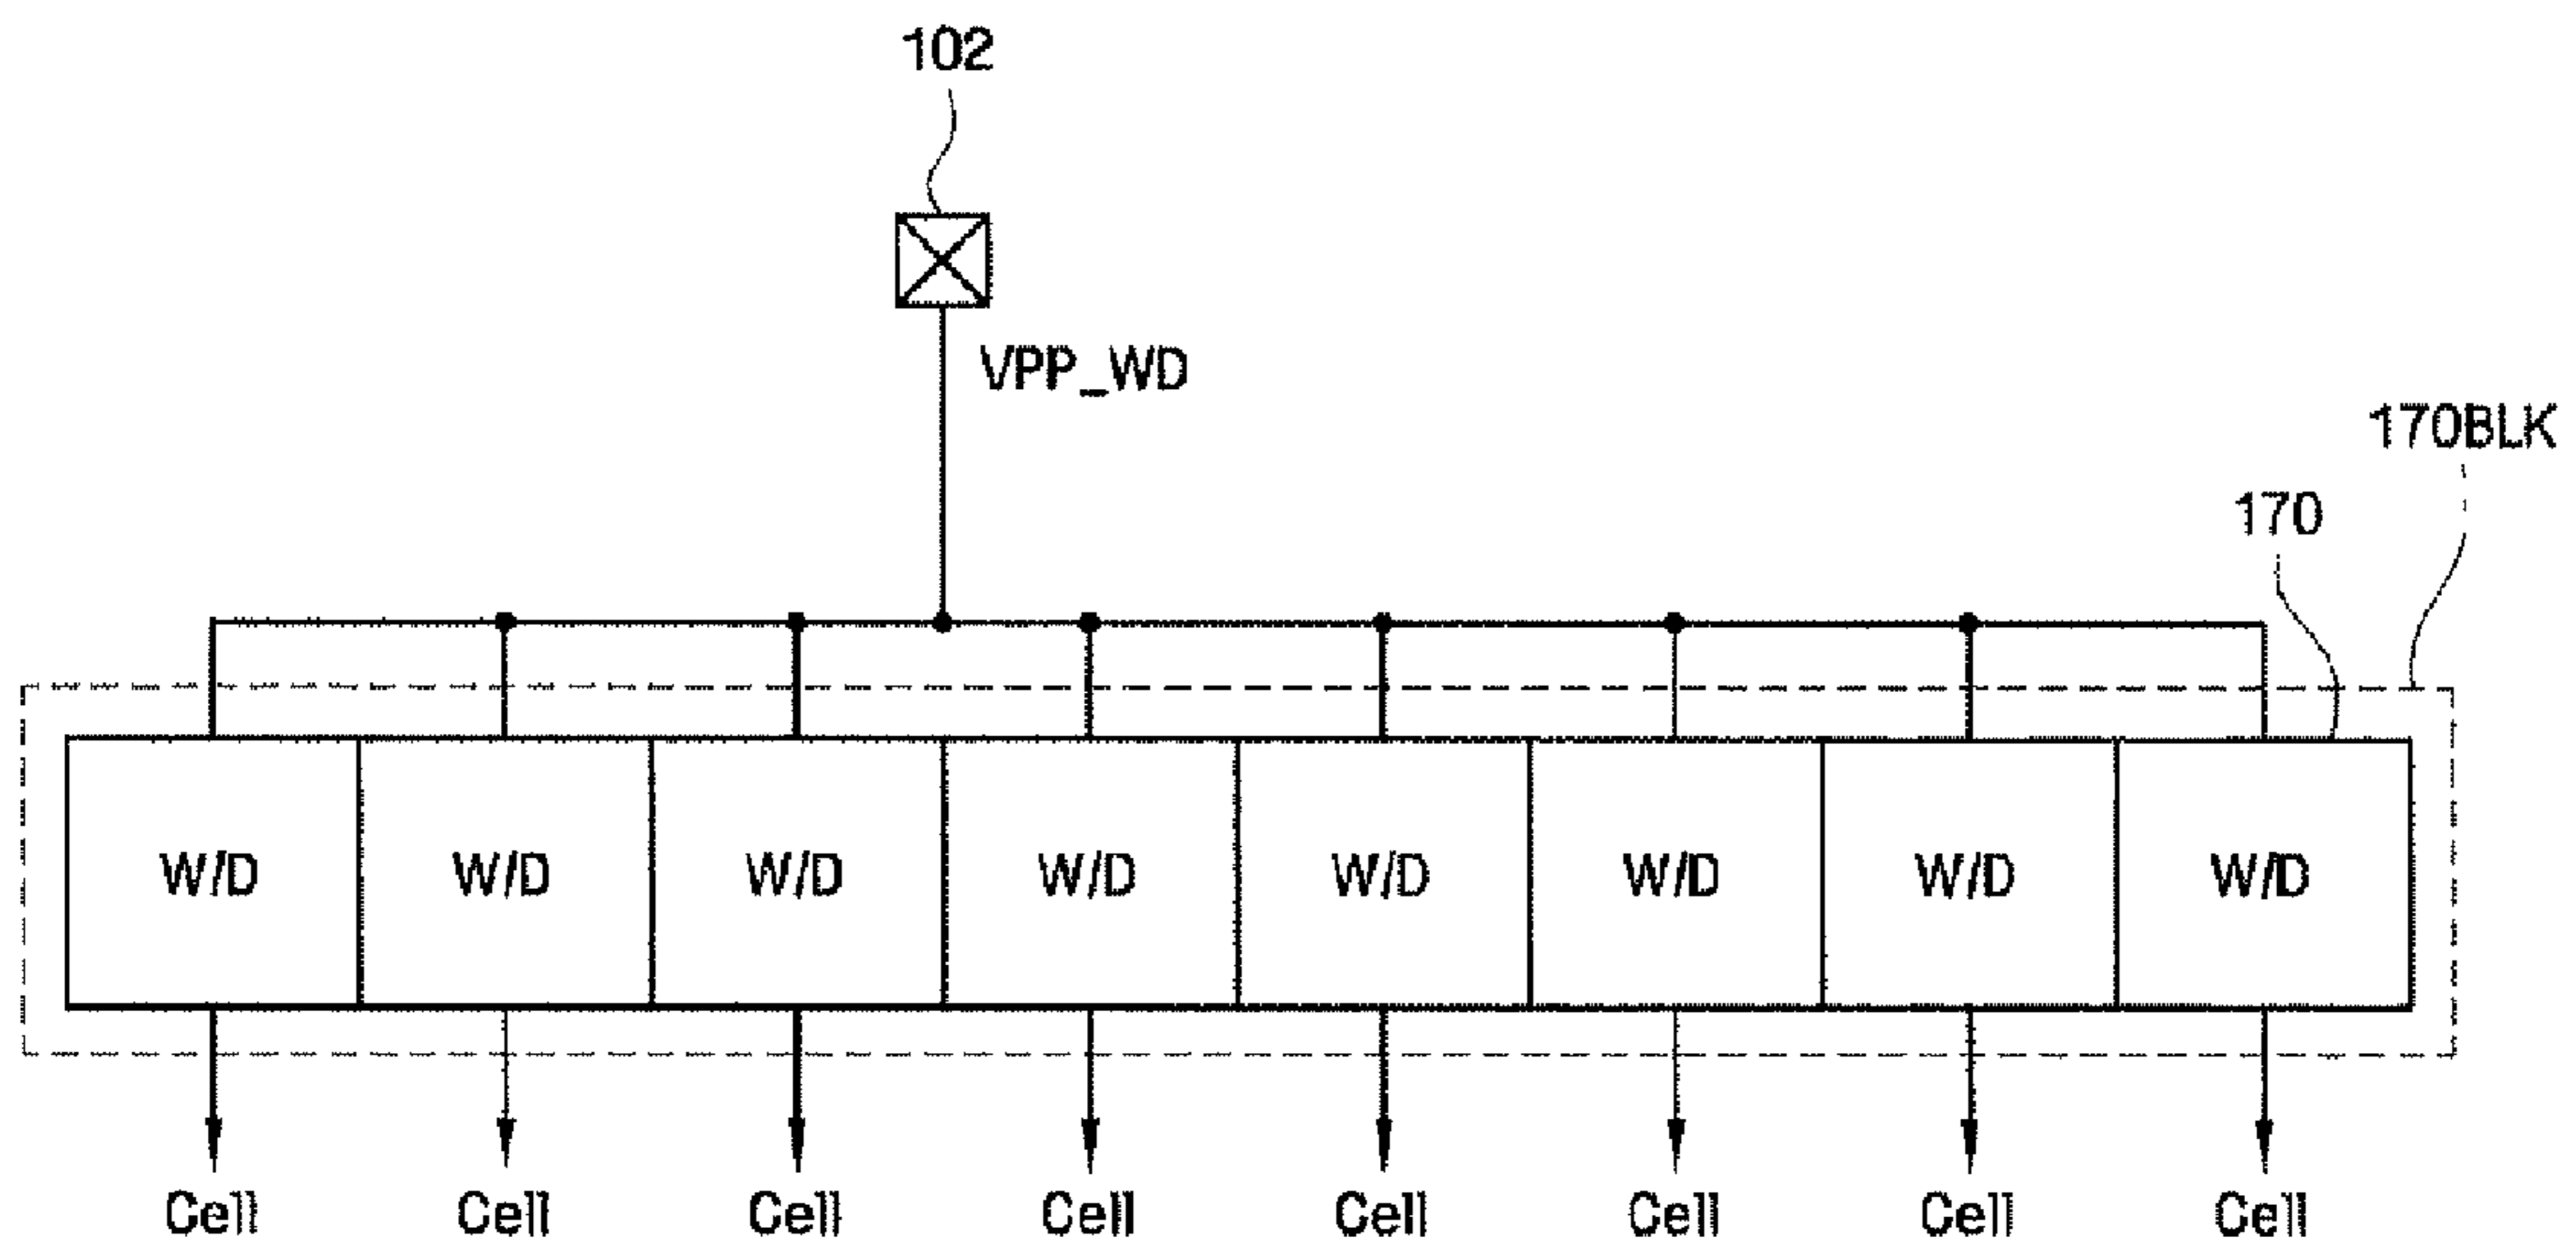 102
VPP_WD
170BLK
170
W/D W/D W/D W/D W/D W/D W/D W/D
Cell Cell Cell Cell Cell Cell Cell Cell